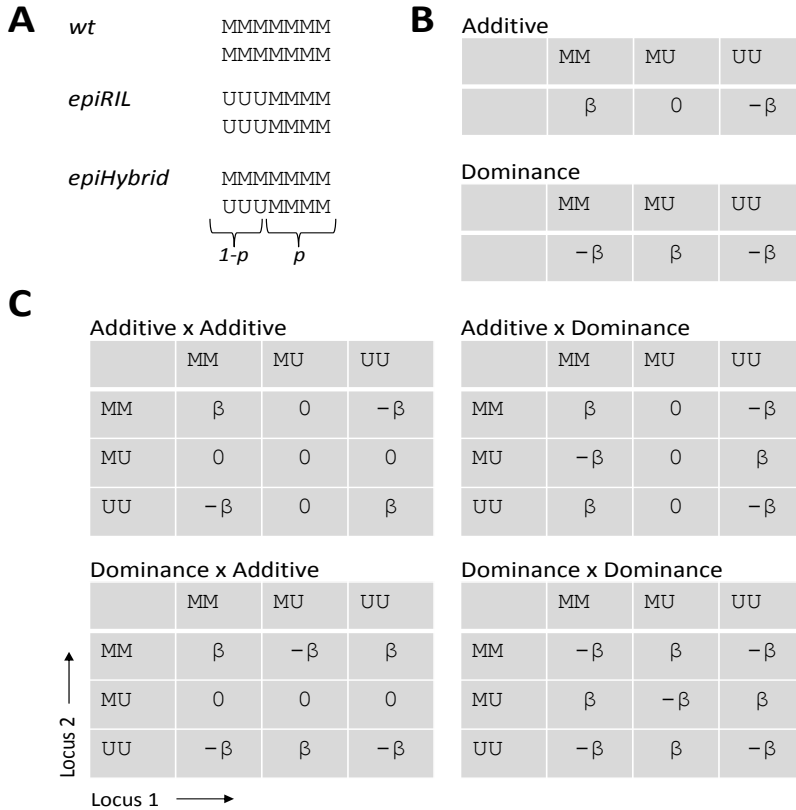 A
wt
MMMMMMM
MMMMMMM
epiRIL
UUUMMMM
UUUMMMM
epiHybrid
MMMMMMM
UUUMMMM
1-p p
B
Additive
MM MU UU
β 0 -β
Dominance
MM MU UU
-β β -β
C
Additive x Additive
MM MU UU
MM β 0 -β
MU 0 0 0
UU -β 0 β
Additive x Dominance
MM MU UU
MM β 0 -β
MU -β 0 β
UU β 0 -β
Dominance x Additive
MM MU UU
MM β -β β
MU 0 0 0
UU -β β -β
Dominance x Dominance
MM MU UU
MM -β β -β
MU β -β β
UU -β β -β
Locus 2
Locus 1